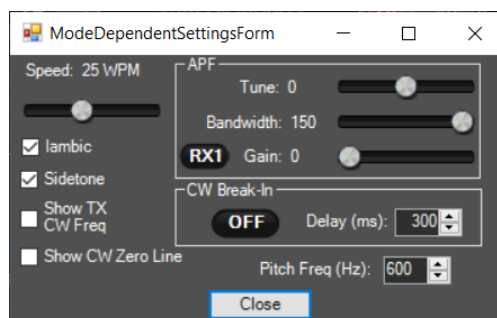 ModeDependentSettingsForm
Speed: 25 WPM
Iambic
Sidetone
Show TX
CW Freq
Show CW Zero Line
APF
Tune: 0
Bandwidth: 150
RX1 Gain: 0
CW Break-In
OFF Delay (ms): 300
Pitch Freq (Hz): 600
Close